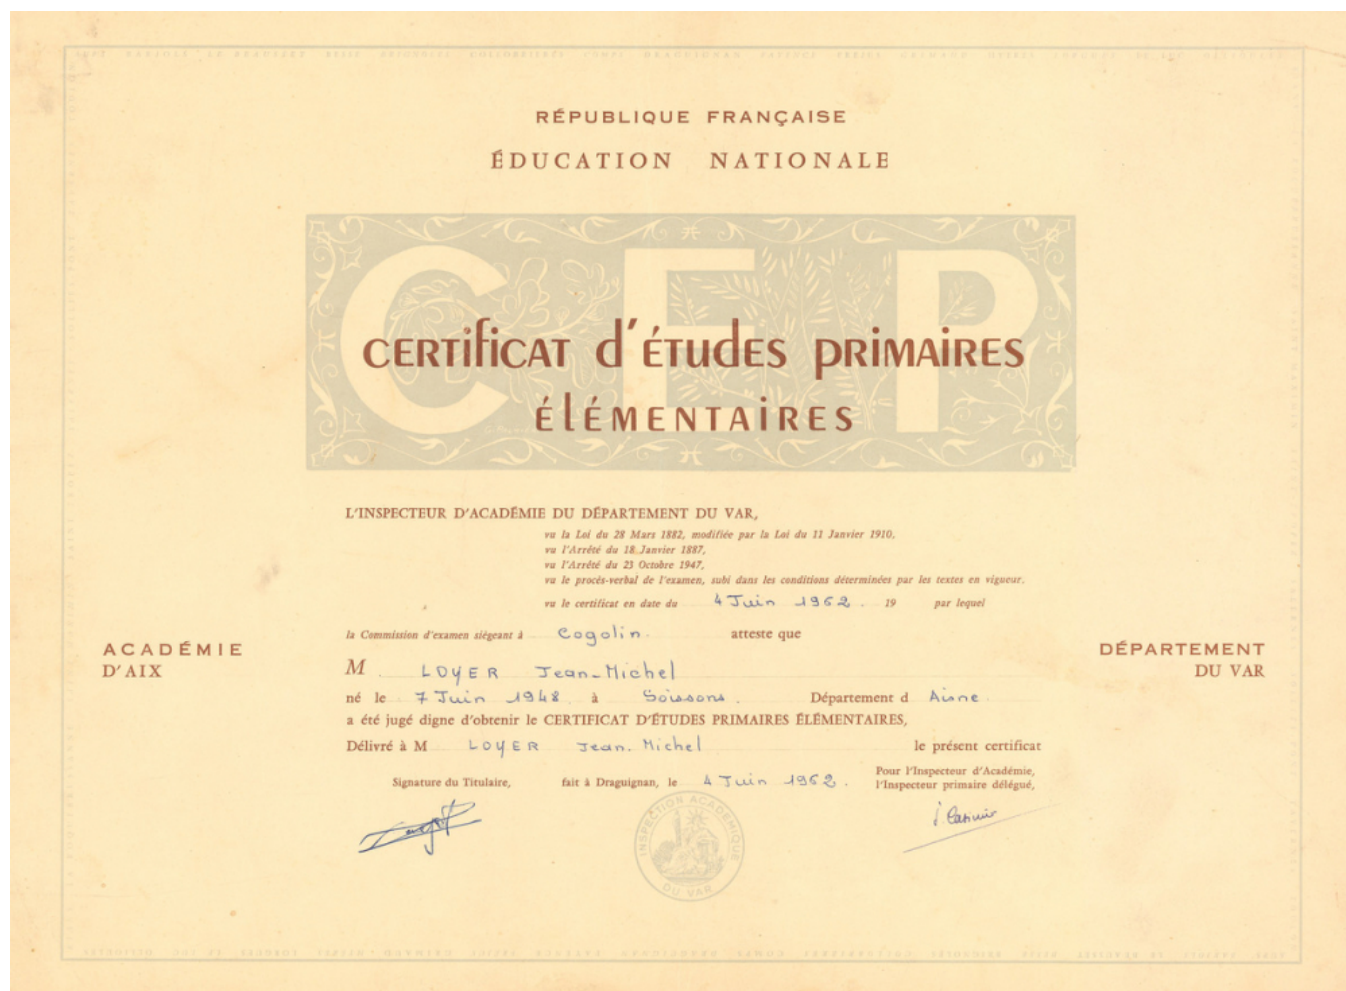 RÉPUBLIQUE FRANÇAISE
ÉDUCATION NATIONALE
CEP
CERTIFICAT d'ÉTUDES PRIMAIRES
ÉLÉMENTAIRES
L'INSPECTEUR D'ACADÉMIE DU DÉPARTEMENT DU VAR,
vu la Loi du 28 Mars 1882, modifiée par la Loi du 11 Janvier 1910,
vu l'Arrêté du 18 Janvier 1887,
vu l'Arrêté du 23 Octobre 1947,
vu le procés-verbal de l'examen, subi dans les conditions déterminées par les textes en vigueur.
vu le certificat en date du 4 Juin 1962. 19 par lequel
la Commission d'examen siégeant à Cogolin. atteste que
ACADÉMIE
D'AIX
DÉPARTEMENT
DU VAR
M LOYER Jean-Michel
né le 7 Juin 1948 à Soissons. Département d Aisne.
a été jugé digne d'obtenir le CERTIFICAT D'ÉTUDES PRIMAIRES ÉLÉMENTAIRES,
Délivré à M LOYER Jean-Michel le présent certificat
Signature du Titulaire,
fait à Draguignan, le 4 Juin 1962.
Pour l'Inspecteur d'Académie,
l'Inspecteur primaire délégué,
INSPECTION ACADÉMIQUE
DU VAR